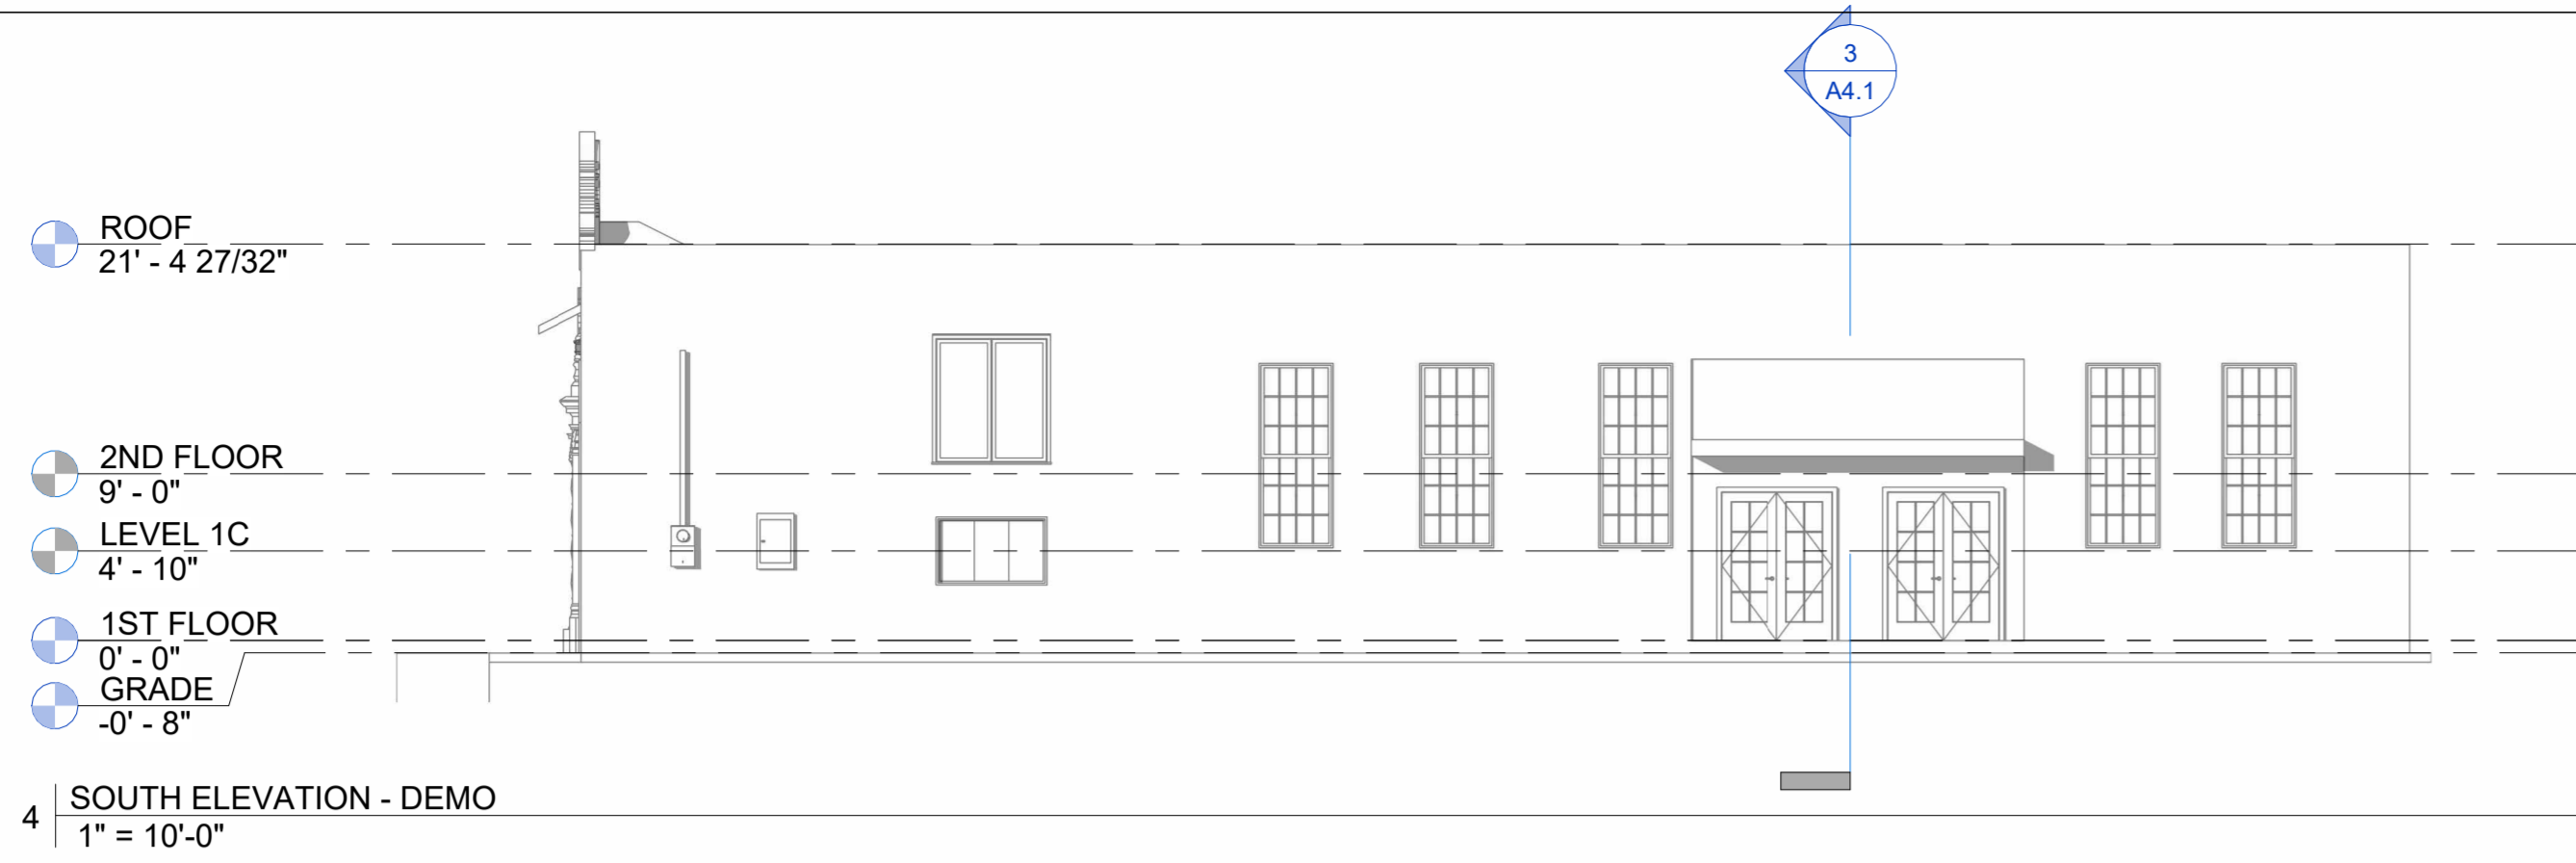 3
A4.1
ROOF
21' - 4 27/32"
2ND FLOOR
9' - 0"
LEVEL 1C
4' - 10"
1ST FLOOR
0' - 0"
GRADE
-0' - 8"
4
SOUTH ELEVATION - DEMO
1" = 10'-0"